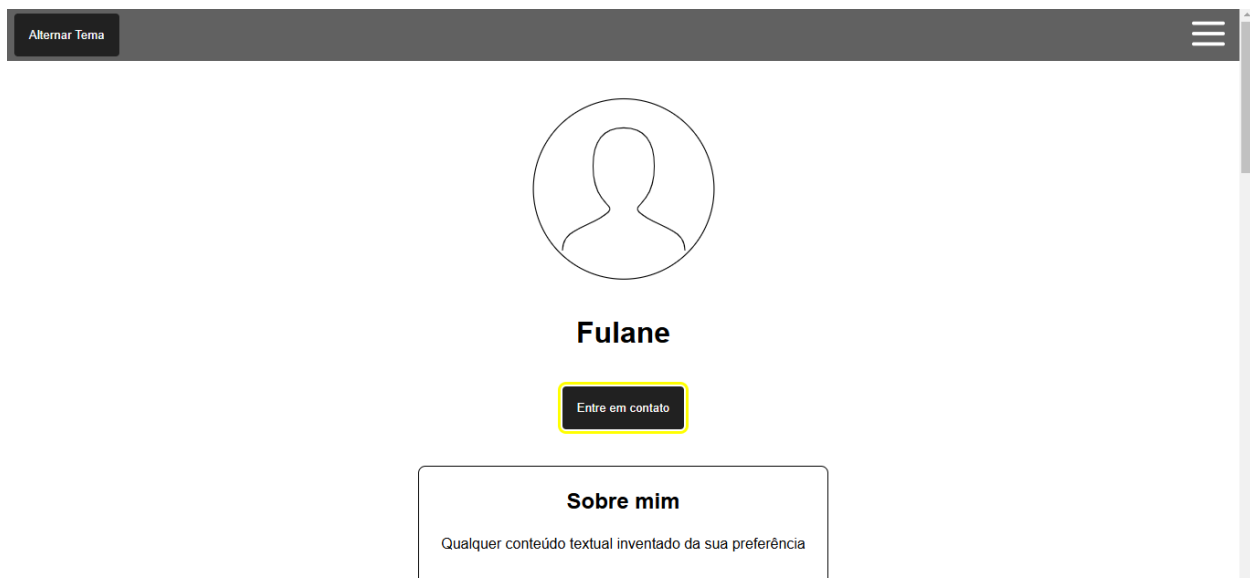 Alternar Tema
Fulane
Entre em contato
Sobre mim
Qualquer conteúdo textual inventado da sua preferência